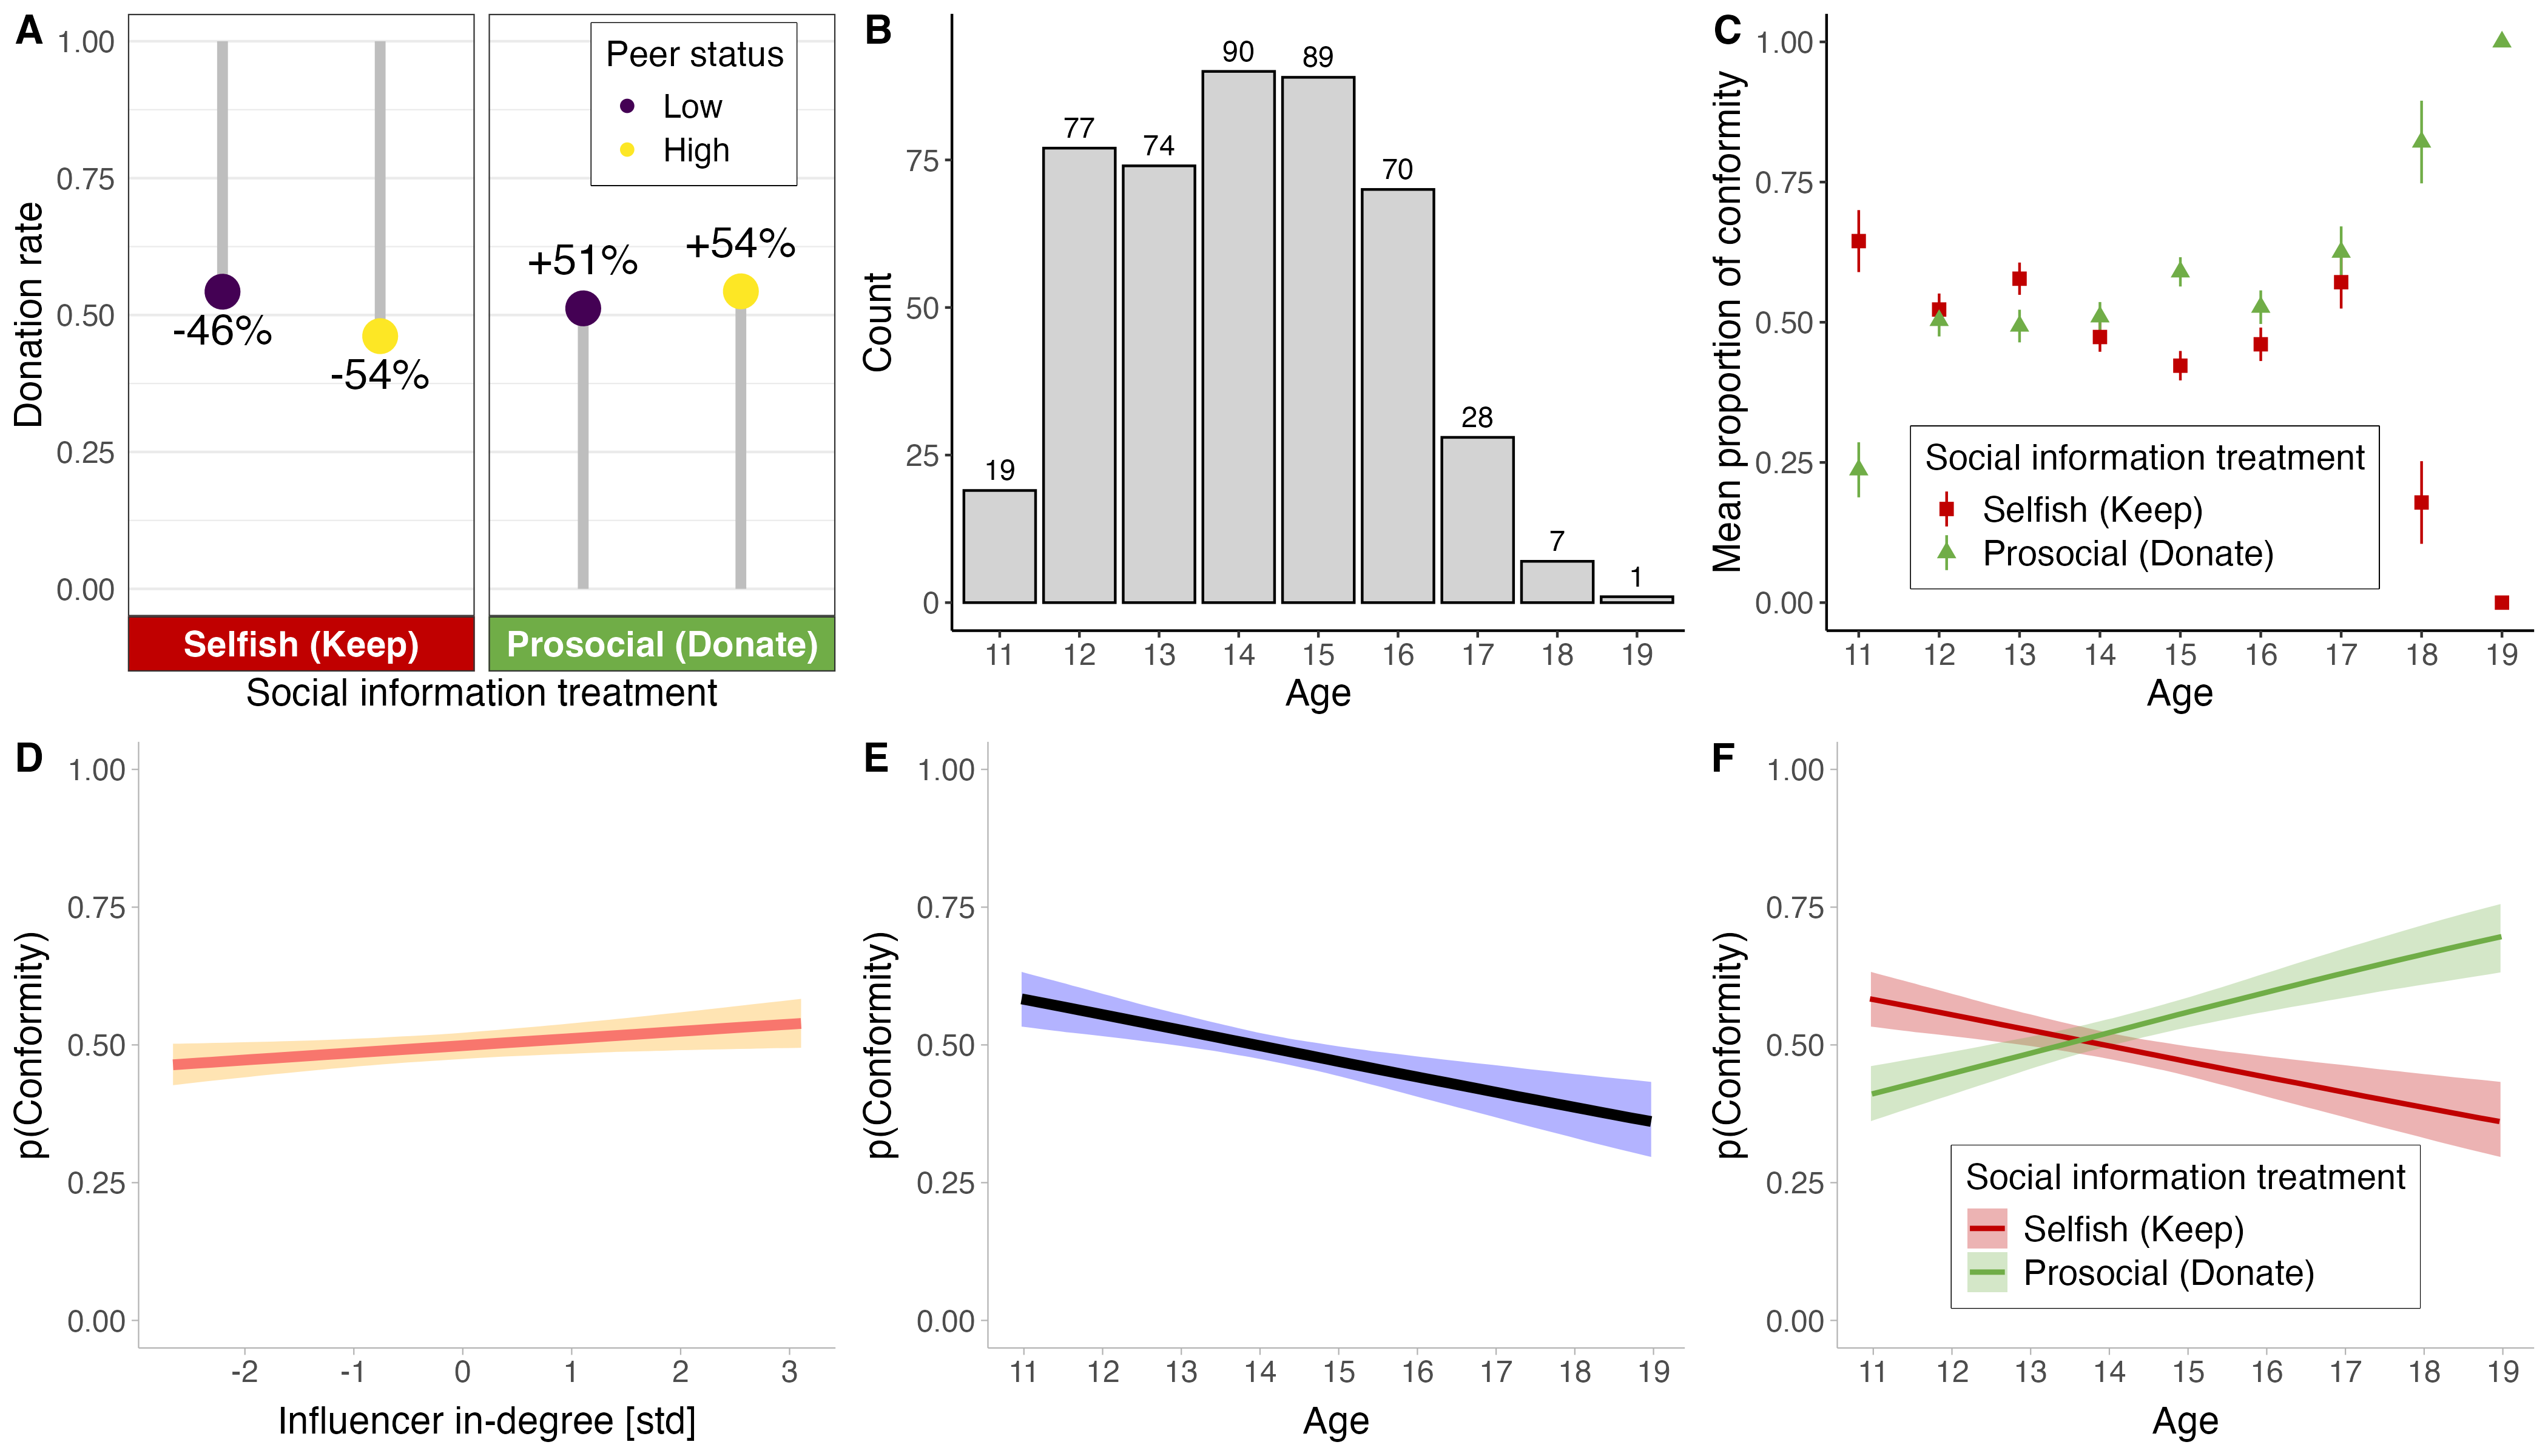 A
Donation rate
1.00
0.75
0.50
0.25
0.00
Peer status
Low
High
-46%
-54%
+51%
+54%
Selfish (Keep)
Prosocial (Donate)
Social information treatment
B
Count
75
50
25
0
19
77
74
90
89
70
28
7
1
11 12 13 14 15 16 17 18 19
Age
C
Mean proportion of conformity
1.00
0.75
0.50
0.25
0.00
Social information treatment
Selfish (Keep)
Prosocial (Donate)
11 12 13 14 15 16 17 18 19
Age
D
p(Conformity)
1.00
0.75
0.50
0.25
0.00
-2 -1 0 1 2 3
Influencer in-degree [std]
E
p(Conformity)
1.00
0.75
0.50
0.25
0.00
11 12 13 14 15 16 17 18 19
Age
F
p(Conformity)
1.00
0.75
0.50
0.25
0.00
Social information treatment
Selfish (Keep)
Prosocial (Donate)
11 12 13 14 15 16 17 18 19
Age